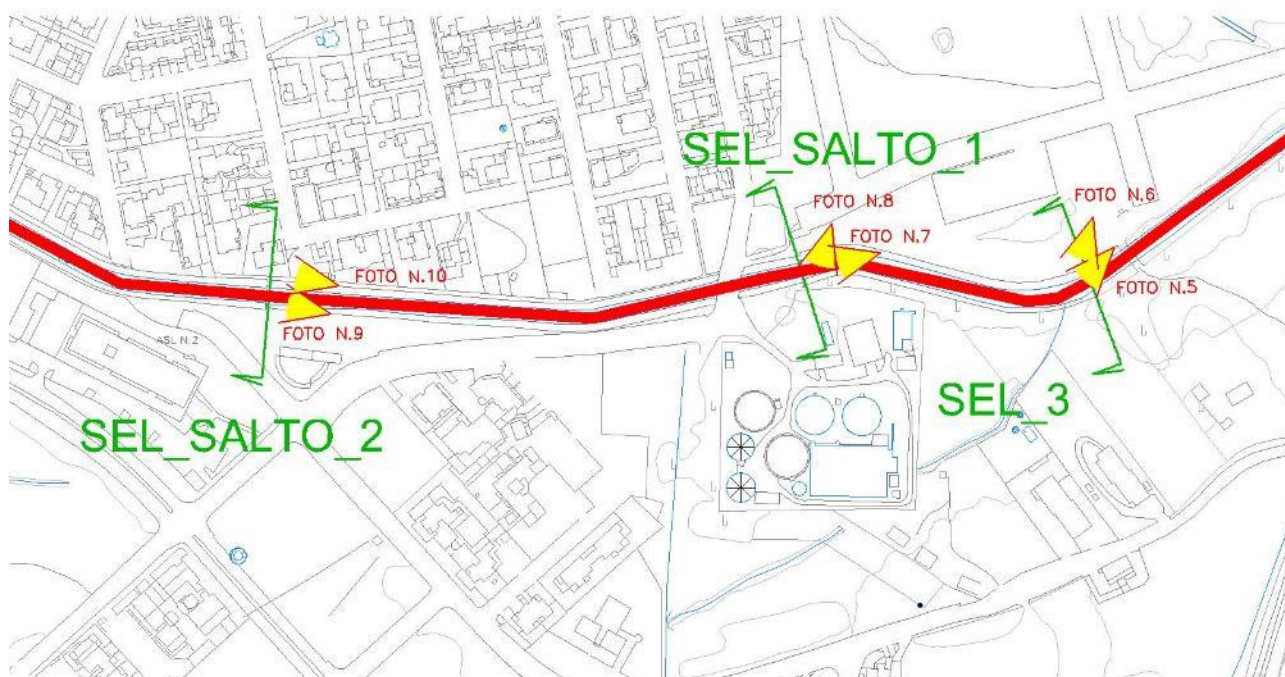 SEL_SALTO_1
FOTO N.8
FOTO N.6
FOTO N.7
FOTO N.10
FOTO N.5
FOTO N.9
ASL N.2
SEL_3
SEL_SALTO_2